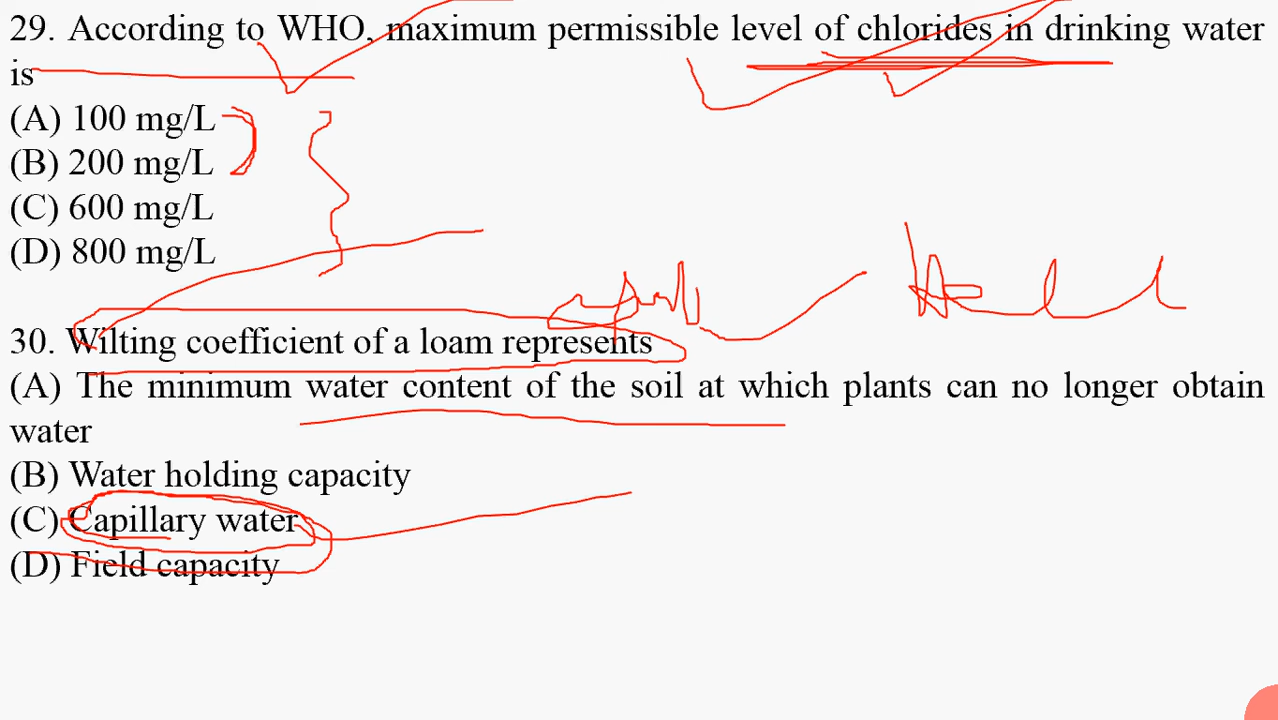 29. According to WHO, maximum permissible level of chlorides in drinking water
is
(A) 100 mg/L
(B) 200 mg/L
(C) 600 mg/L
(D) 800 mg/L
30. Wilting coefficient of a loam represents
(A) The minimum water content of the soil at which plants can no longer obtain
water
(B) Water holding capacity
(C) Capillary water
(D) Field capacity